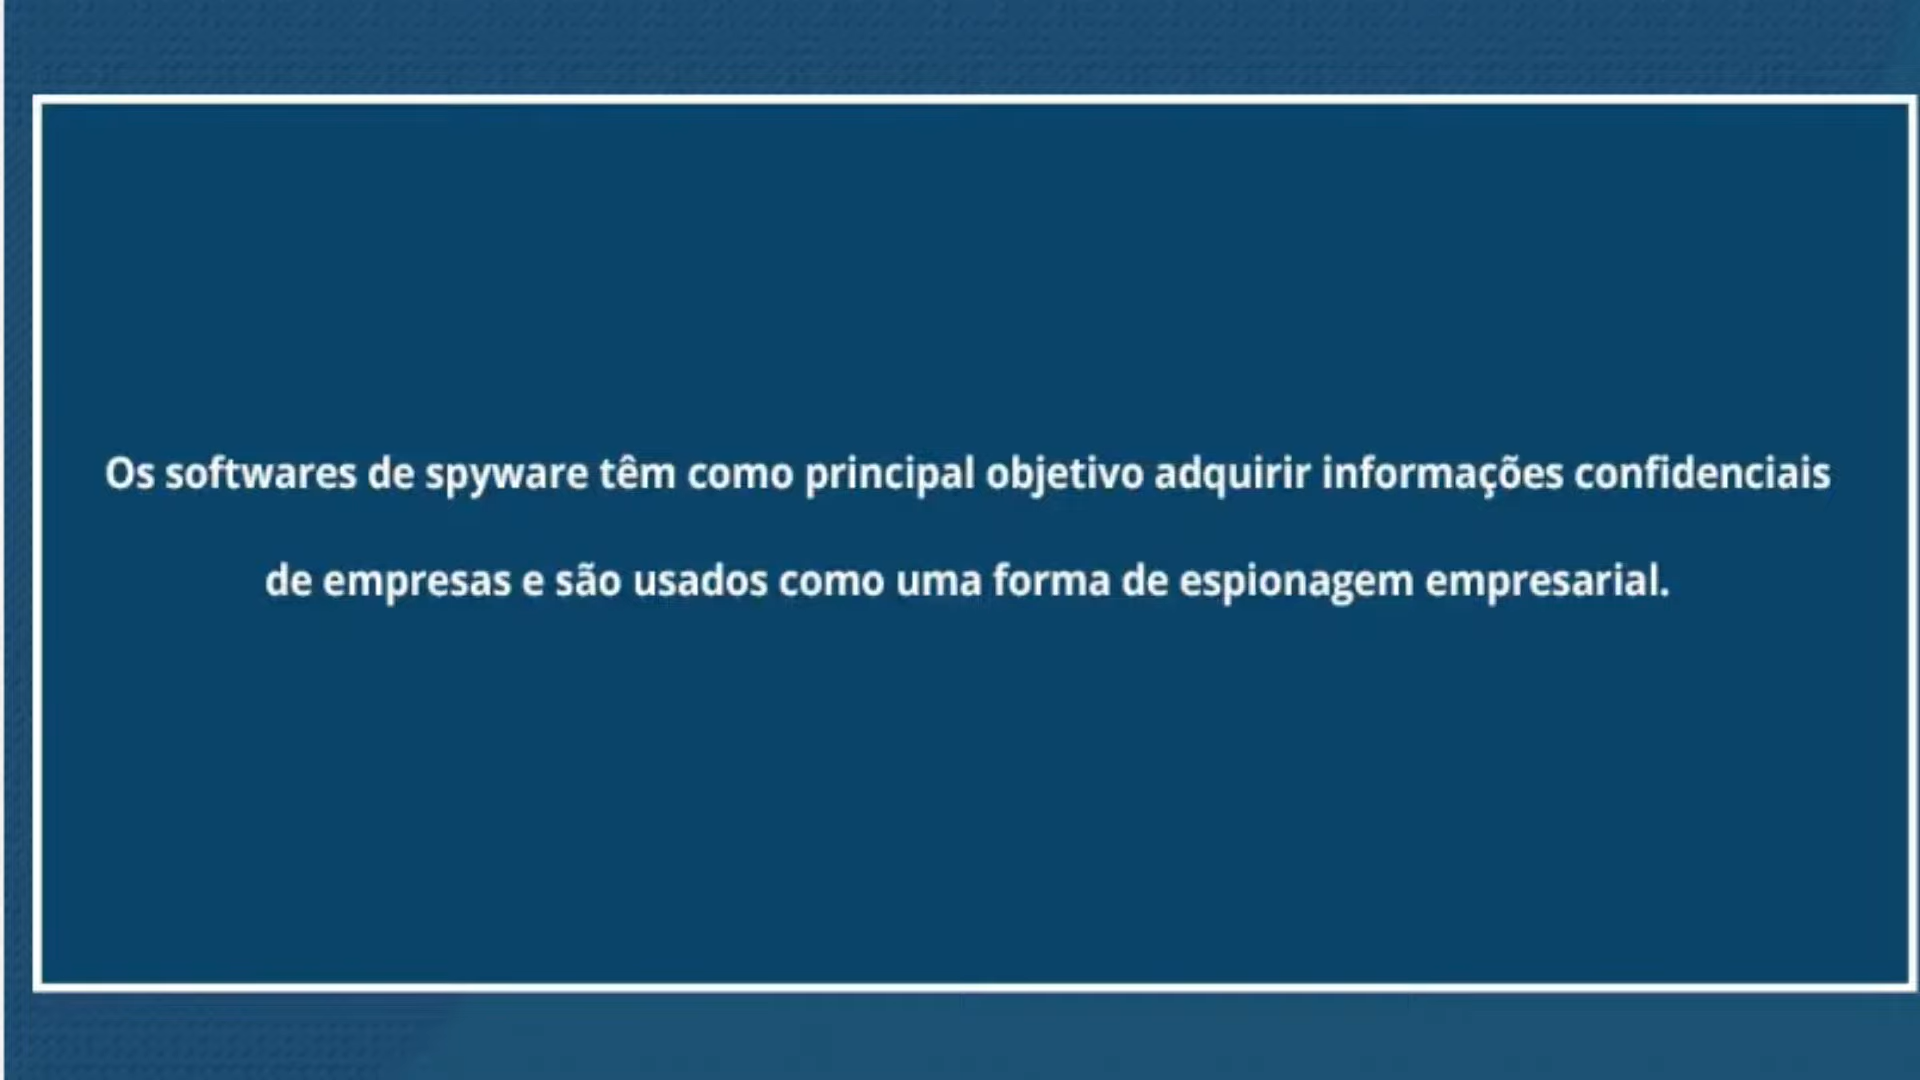 Os softwares de spyware têm como principal objetivo adquirir informações confidenciais
de empresas e são usados como uma forma de espionagem empresarial.